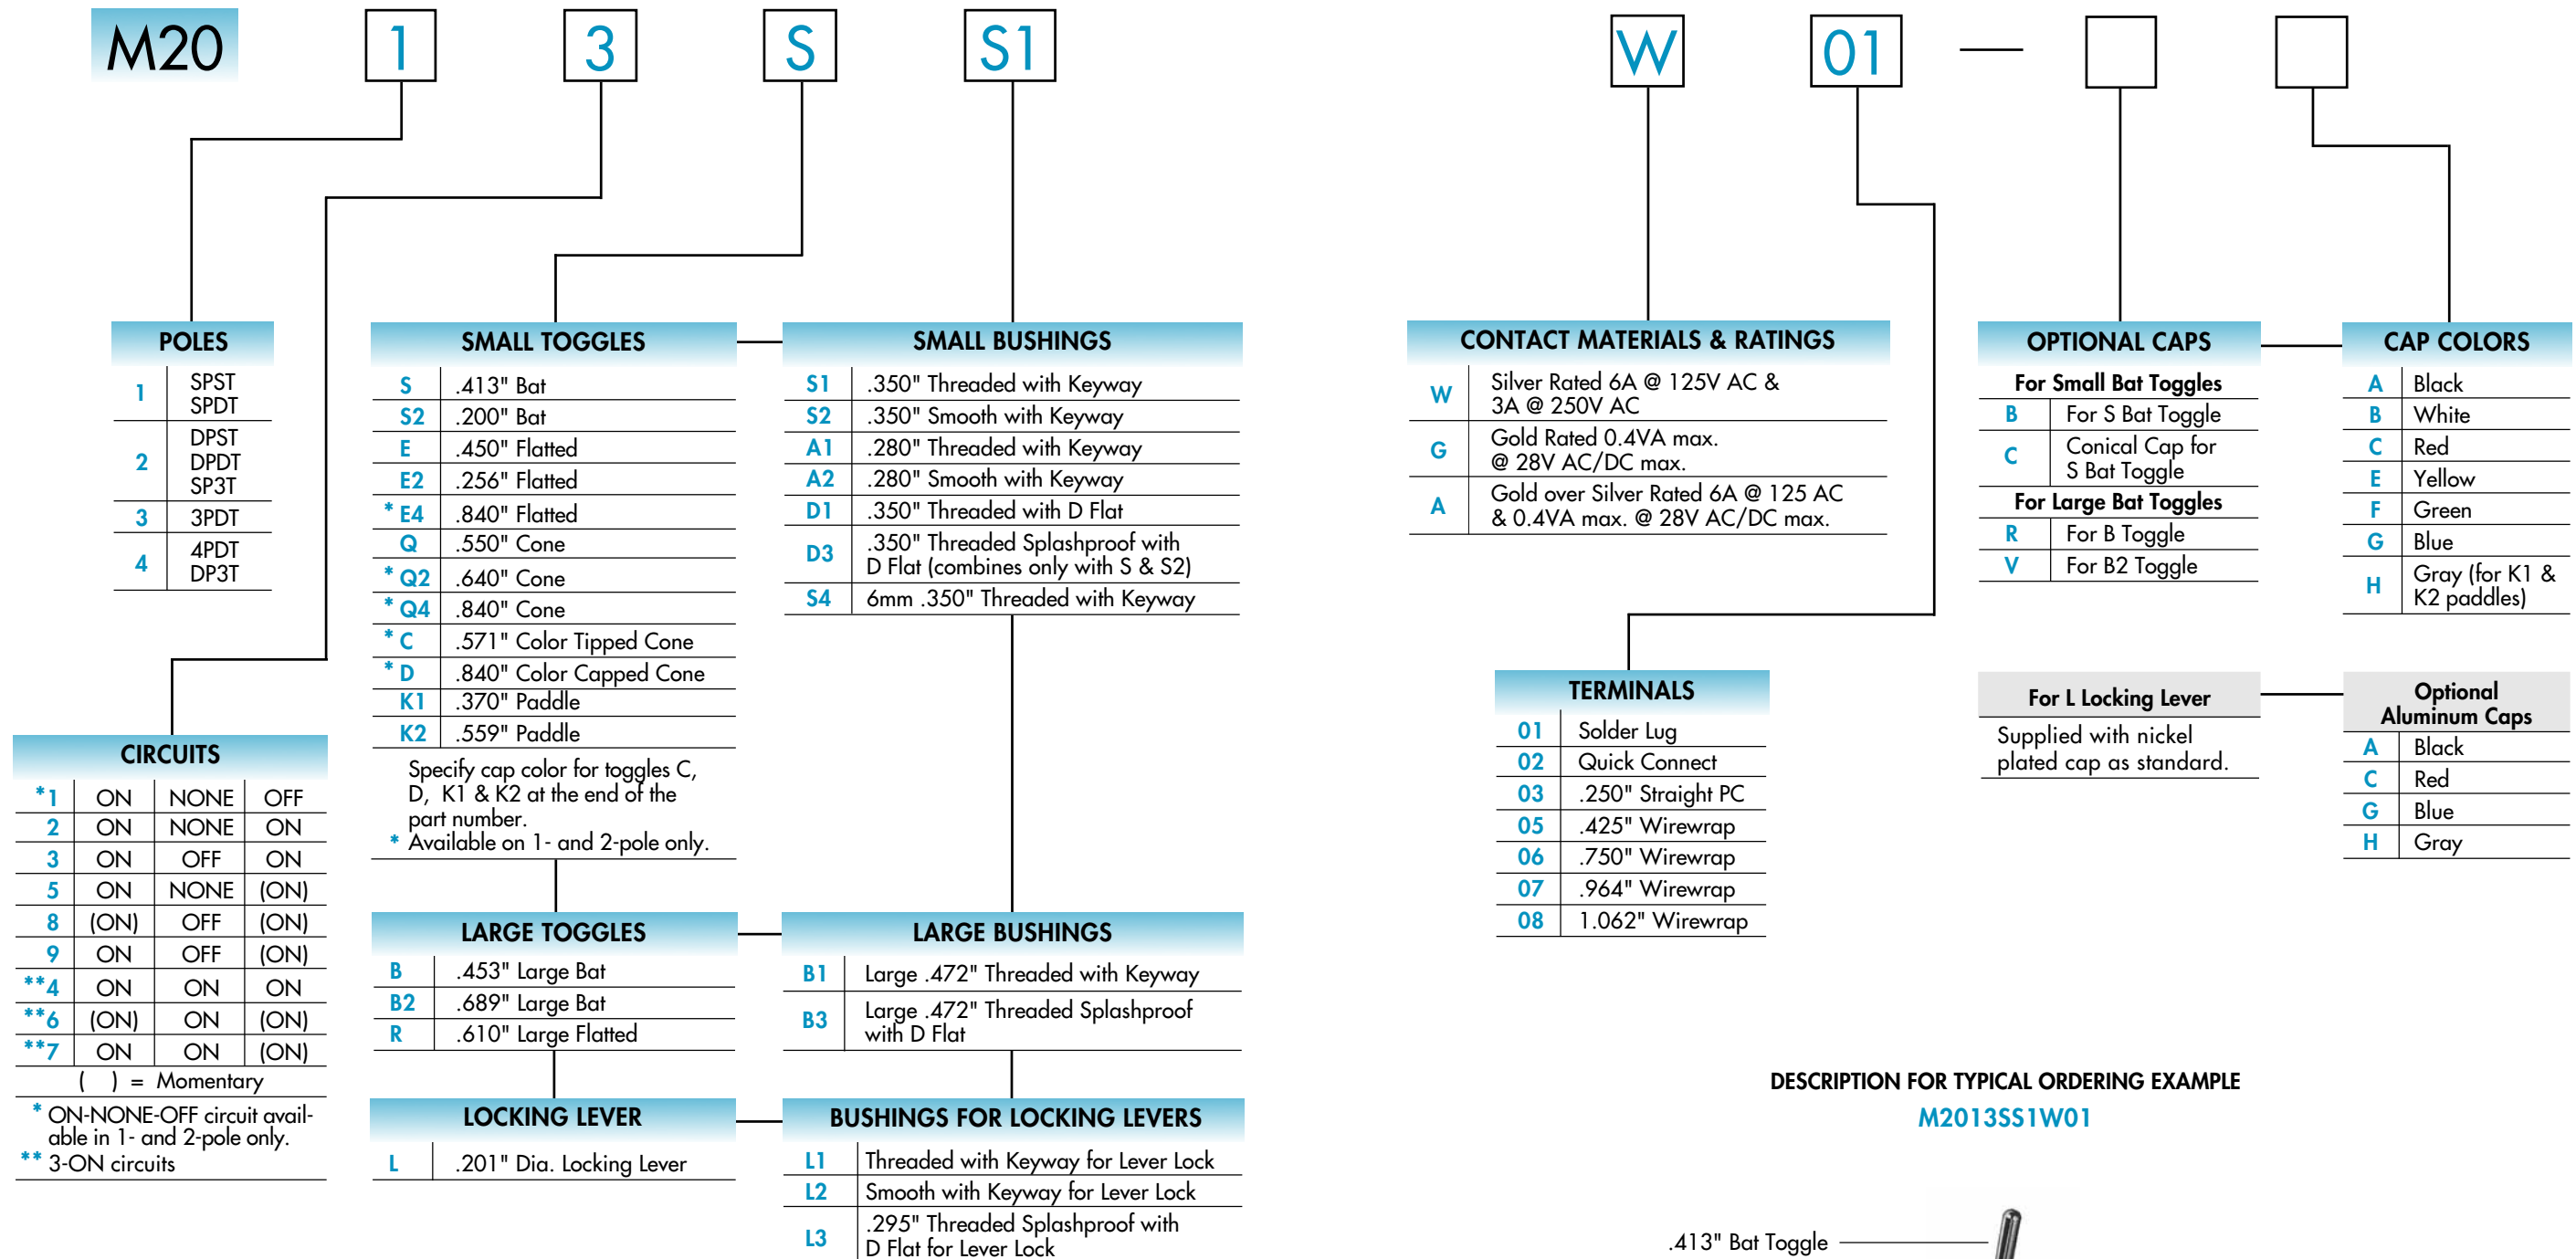 M20 1 3 S S1 W 01 —
POLES
1 SPST
SPDT
2 DPST
DPDT
SP3T
3 3PDT
4 4PDT
DP3T
CIRCUITS
*1 ON NONE OFF
2 ON NONE ON
3 ON OFF ON
5 ON NONE (ON)
8 (ON) OFF (ON)
9 ON OFF (ON)
**4 ON ON ON
**6 (ON) ON (ON)
**7 ON ON (ON)
( ) = Momentary
* ON-NONE-OFF circuit avail-
able in 1- and 2-pole only.
** 3-ON circuits
SMALL TOGGLES
S .413" Bat
S2 .200" Bat
E .450" Flatted
E2 .256" Flatted
* E4 .840" Flatted
Q .550" Cone
* Q2 .640" Cone
* Q4 .840" Cone
* C .571" Color Tipped Cone
* D .840" Color Capped Cone
K1 .370" Paddle
K2 .559" Paddle
Specify cap color for toggles C,
D, K1 & K2 at the end of the
part number.
* Available on 1- and 2-pole only.
LARGE TOGGLES
B .453" Large Bat
B2 .689" Large Bat
R .610" Large Flatted
LOCKING LEVER
L .201" Dia. Locking Lever
SMALL BUSHINGS
S1 .350" Threaded with Keyway
S2 .350" Smooth with Keyway
A1 .280" Threaded with Keyway
A2 .280" Smooth with Keyway
D1 .350" Threaded with D Flat
D3 .350" Threaded Splashproof with
D Flat (combines only with S & S2)
S4 6mm .350" Threaded with Keyway
LARGE BUSHINGS
B1 Large .472" Threaded with Keyway
B3 Large .472" Threaded Splashproof
with D Flat
BUSHINGS FOR LOCKING LEVERS
L1 Threaded with Keyway for Lever Lock
L2 Smooth with Keyway for Lever Lock
L3 .295" Threaded Splashproof with
D Flat for Lever Lock
CONTACT MATERIALS & RATINGS
W Silver Rated 6A @ 125V AC &
3A @ 250V AC
G Gold Rated 0.4VA max.
@ 28V AC/DC max.
A Gold over Silver Rated 6A @ 125 AC
& 0.4VA max. @ 28V AC/DC max.
TERMINALS
01 Solder Lug
02 Quick Connect
03 .250" Straight PC
05 .425" Wirewrap
06 .750" Wirewrap
07 .964" Wirewrap
08 1.062" Wirewrap
OPTIONAL CAPS
For Small Bat Toggles
B For S Bat Toggle
C Conical Cap for
S Bat Toggle
For Large Bat Toggles
R For B Toggle
V For B2 Toggle
CAP COLORS
A Black
B White
C Red
E Yellow
F Green
G Blue
H Gray (for K1 &
K2 paddles)
For L Locking Lever
Supplied with nickel
plated cap as standard.
Optional
Aluminum Caps
A Black
C Red
G Blue
H Gray
DESCRIPTION FOR TYPICAL ORDERING EXAMPLE
M2013SS1W01
.413" Bat Toggle